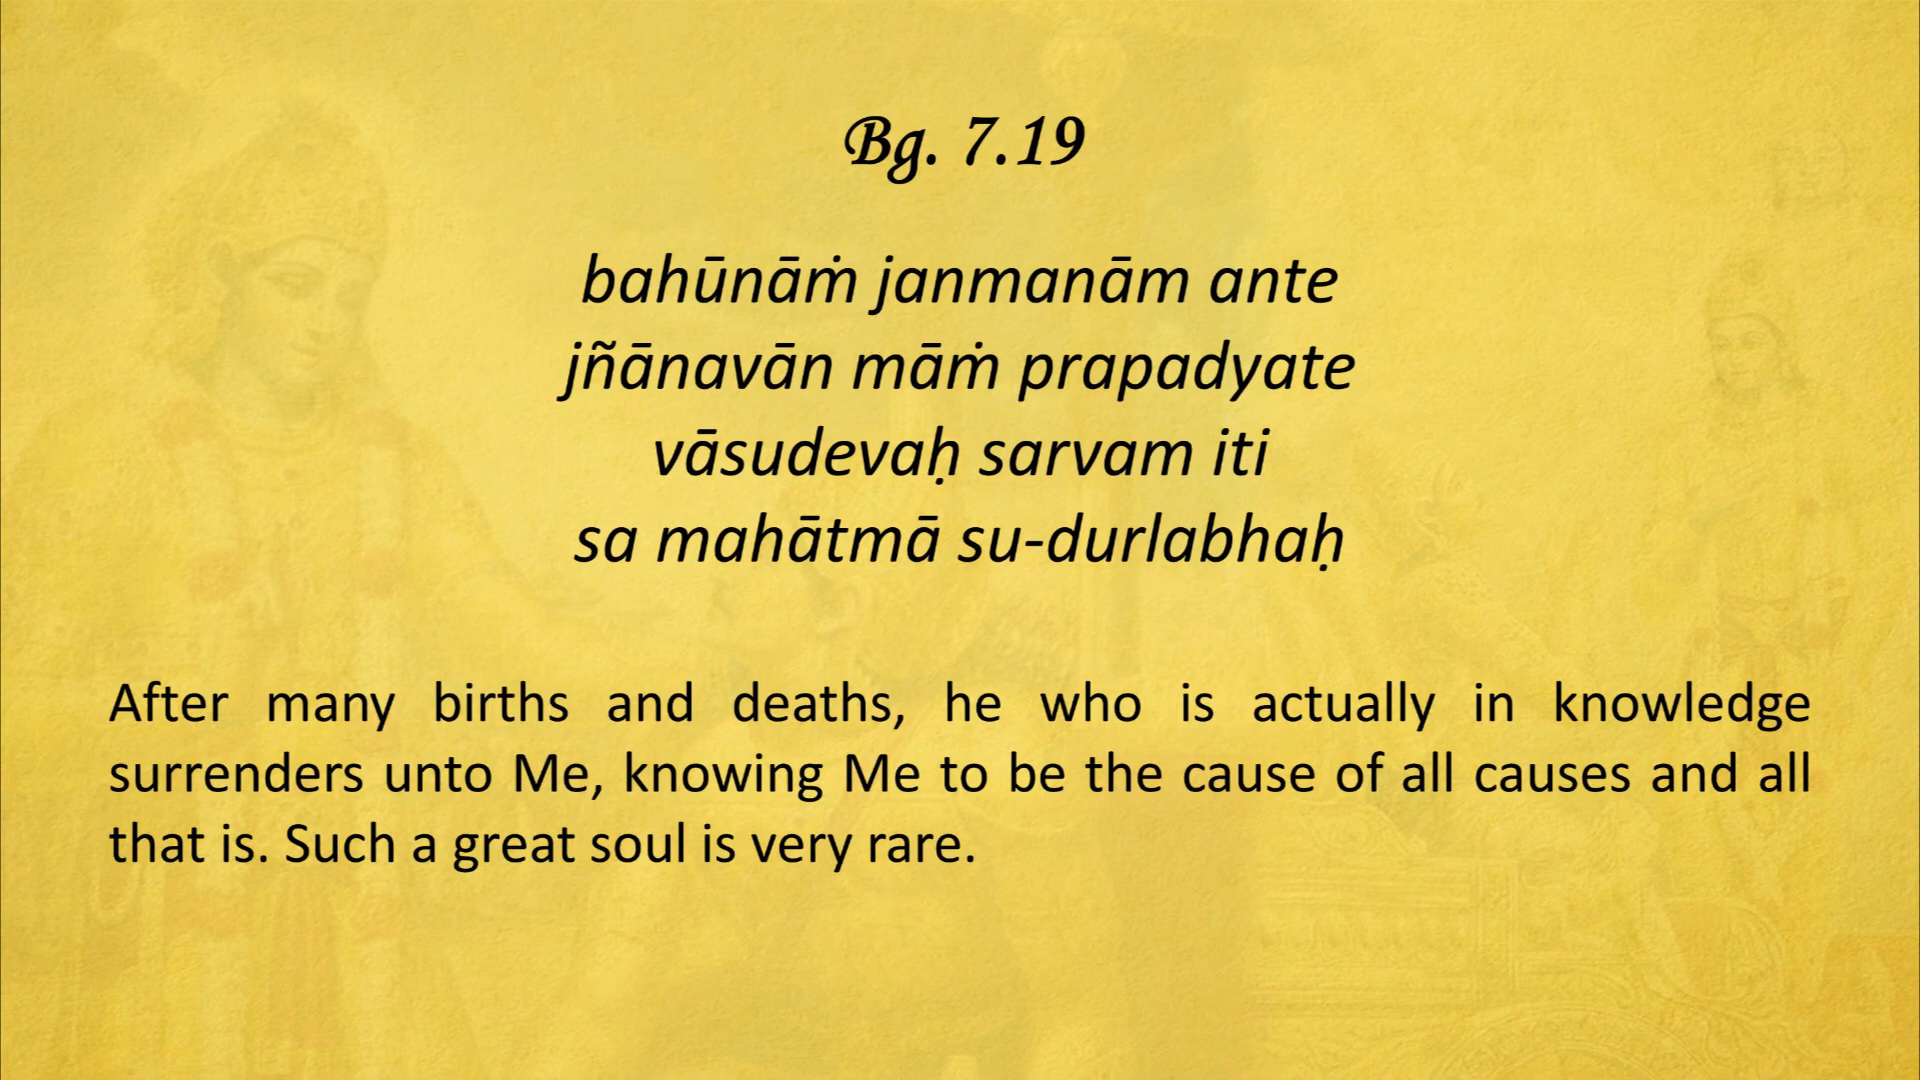 Bg. 7.19
bahūnāṁ janmanām ante
jñānavān māṁ prapadyate
vāsudevaḥ sarvam iti
sa mahātmā su-durlabhaḥ
After many births and deaths, he who is actually in knowledge
surrenders unto Me, knowing Me to be the cause of all causes and all
that is. Such a great soul is very rare.